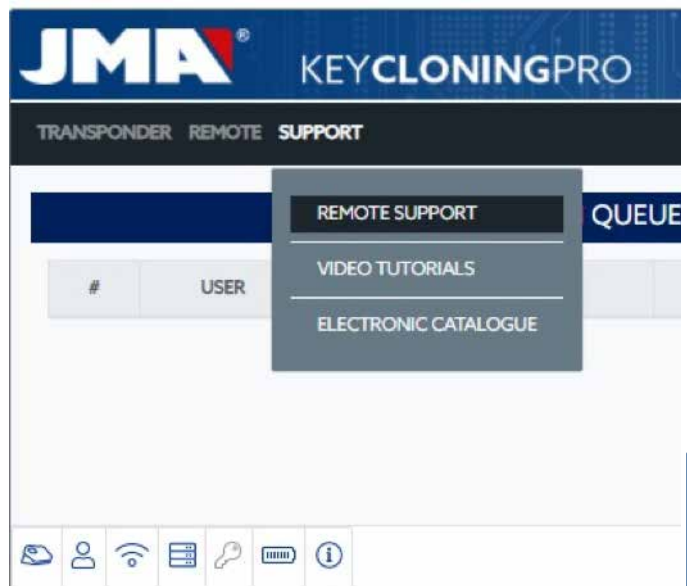 JMA® KEYCLONINGPRO
TRANSPONDER REMOTE SUPPORT
REMOTE SUPPORT
QUEUE
VIDEO TUTORIALS
ELECTRONIC CATALOGUE
# USER